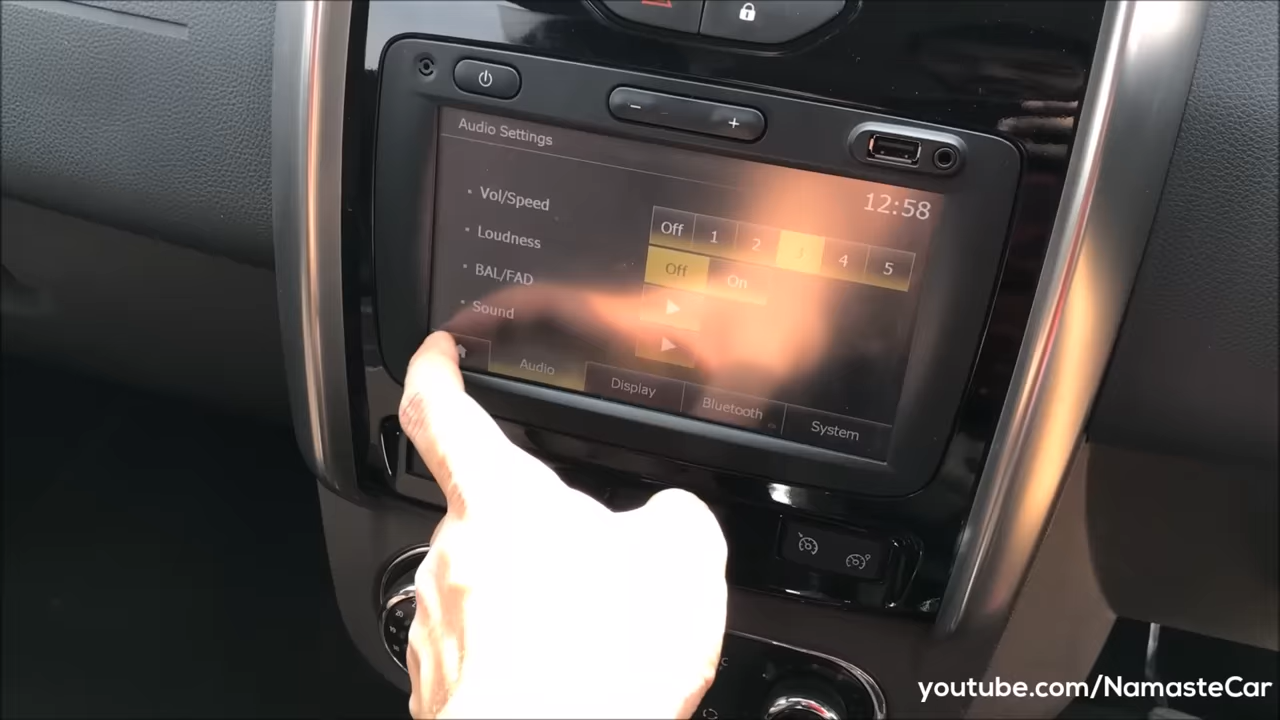 Audio Settings
12:58
Vol/Speed
Off 1 2 3 4 5
Loudness
Off On
BAL/FAD
Sound
Audio Display Bluetooth System
youtube.com/NamasteCar